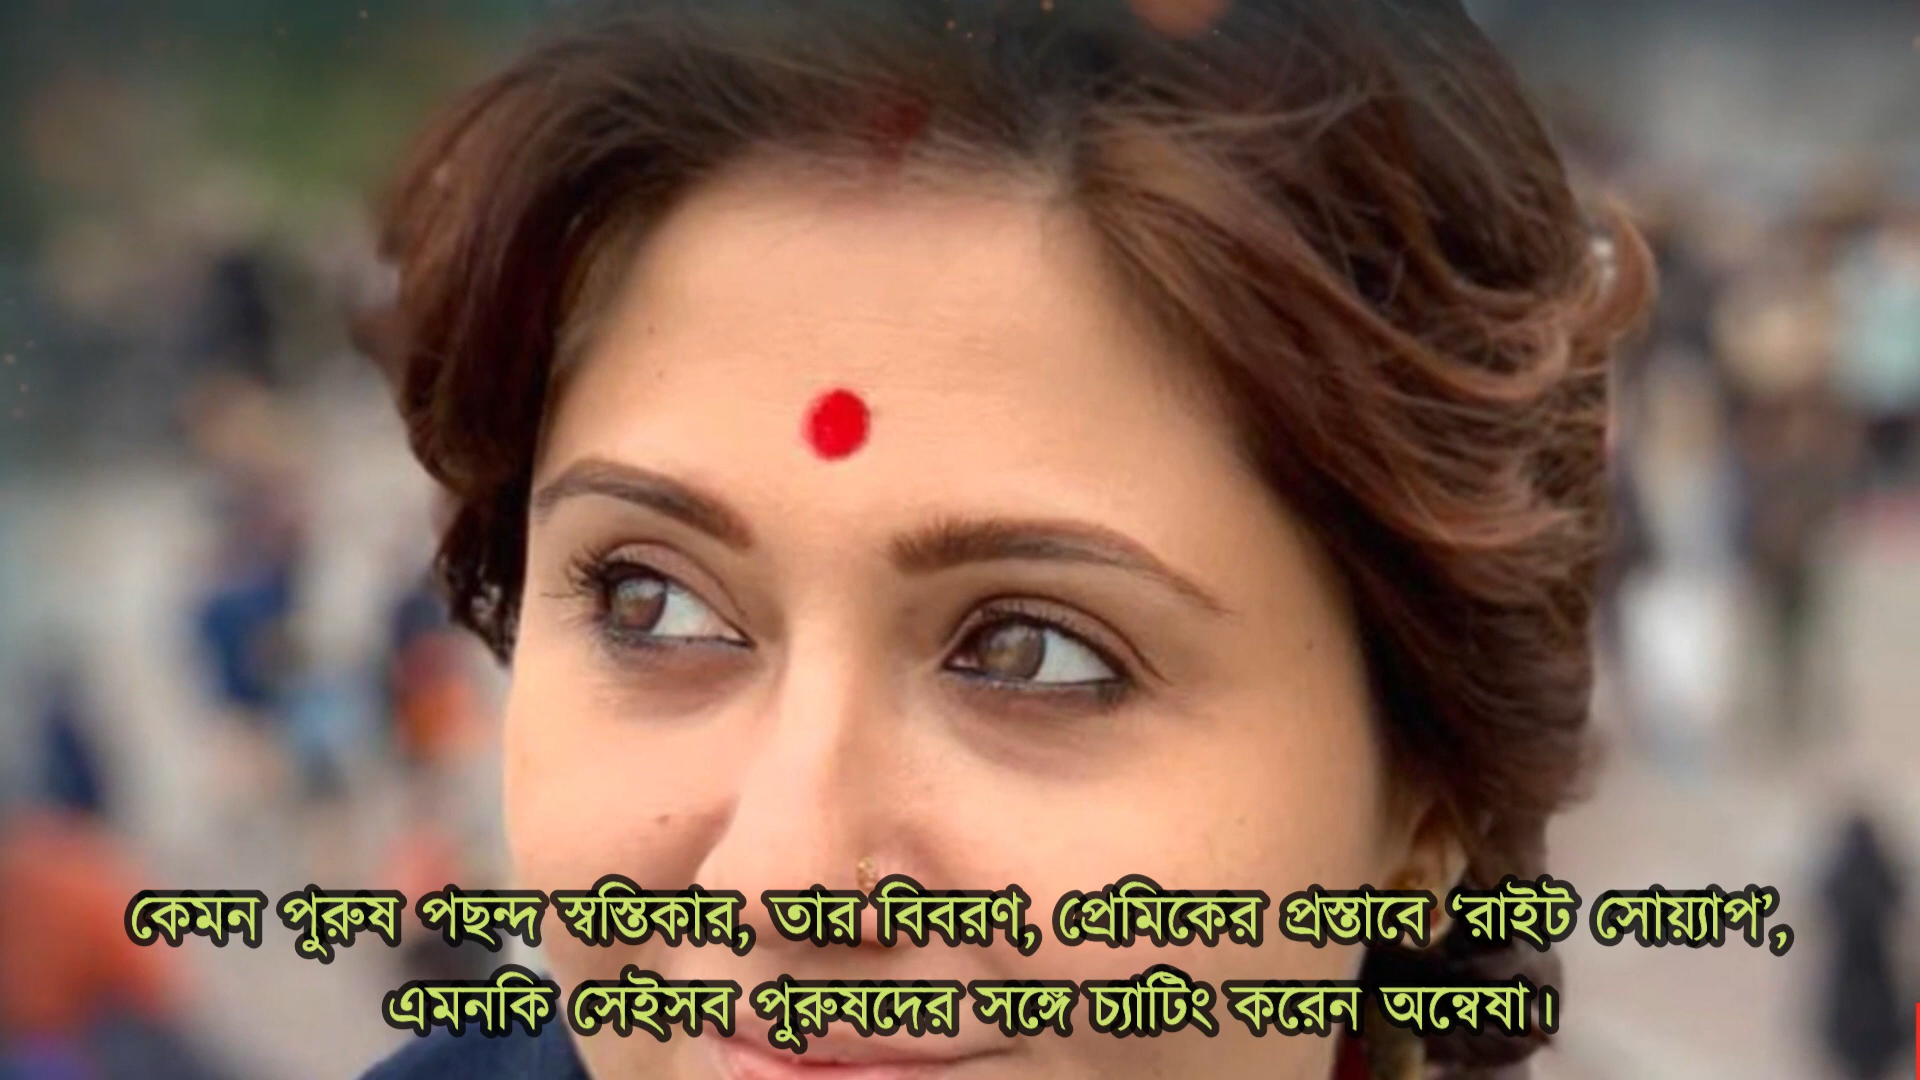 কেমন পুরুষ পছন্দ স্বস্তিকার, তার বিবরণ, প্রেমিকের প্রস্তাবে ‘রাইট সোয়্যাপ’,
এমনকি সেইসব পুরুষদের সঙ্গে চ্যাটিং করেন অন্বেষা।